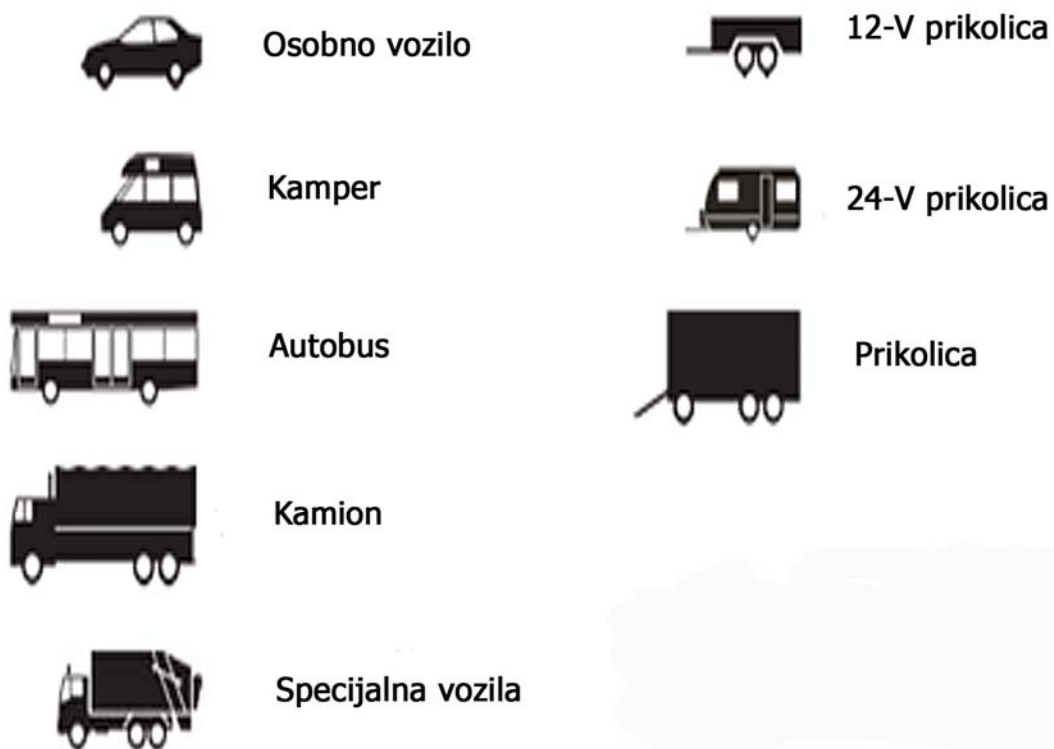 Osobno vozilo
Kamper
Autobus
Kamion
Specijalna vozila
12-V prikolica
24-V prikolica
Prikolica